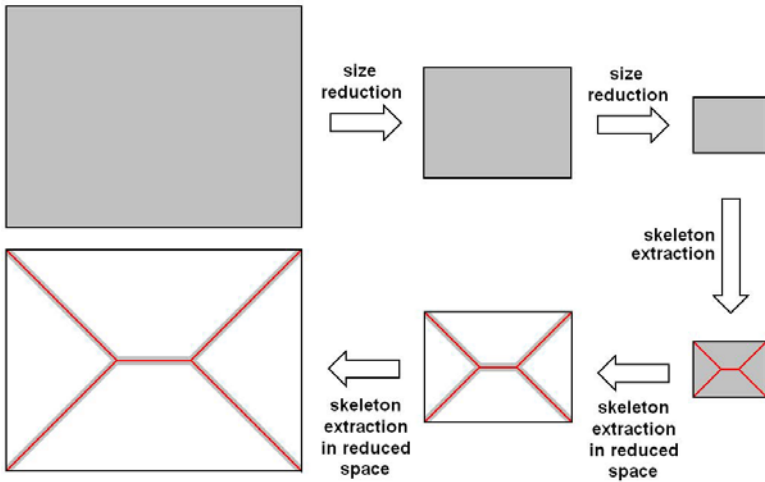 size
reduction
size
reduction
skeleton
extraction
skeleton
extraction
in reduced
space
skeleton
extraction
in reduced
space